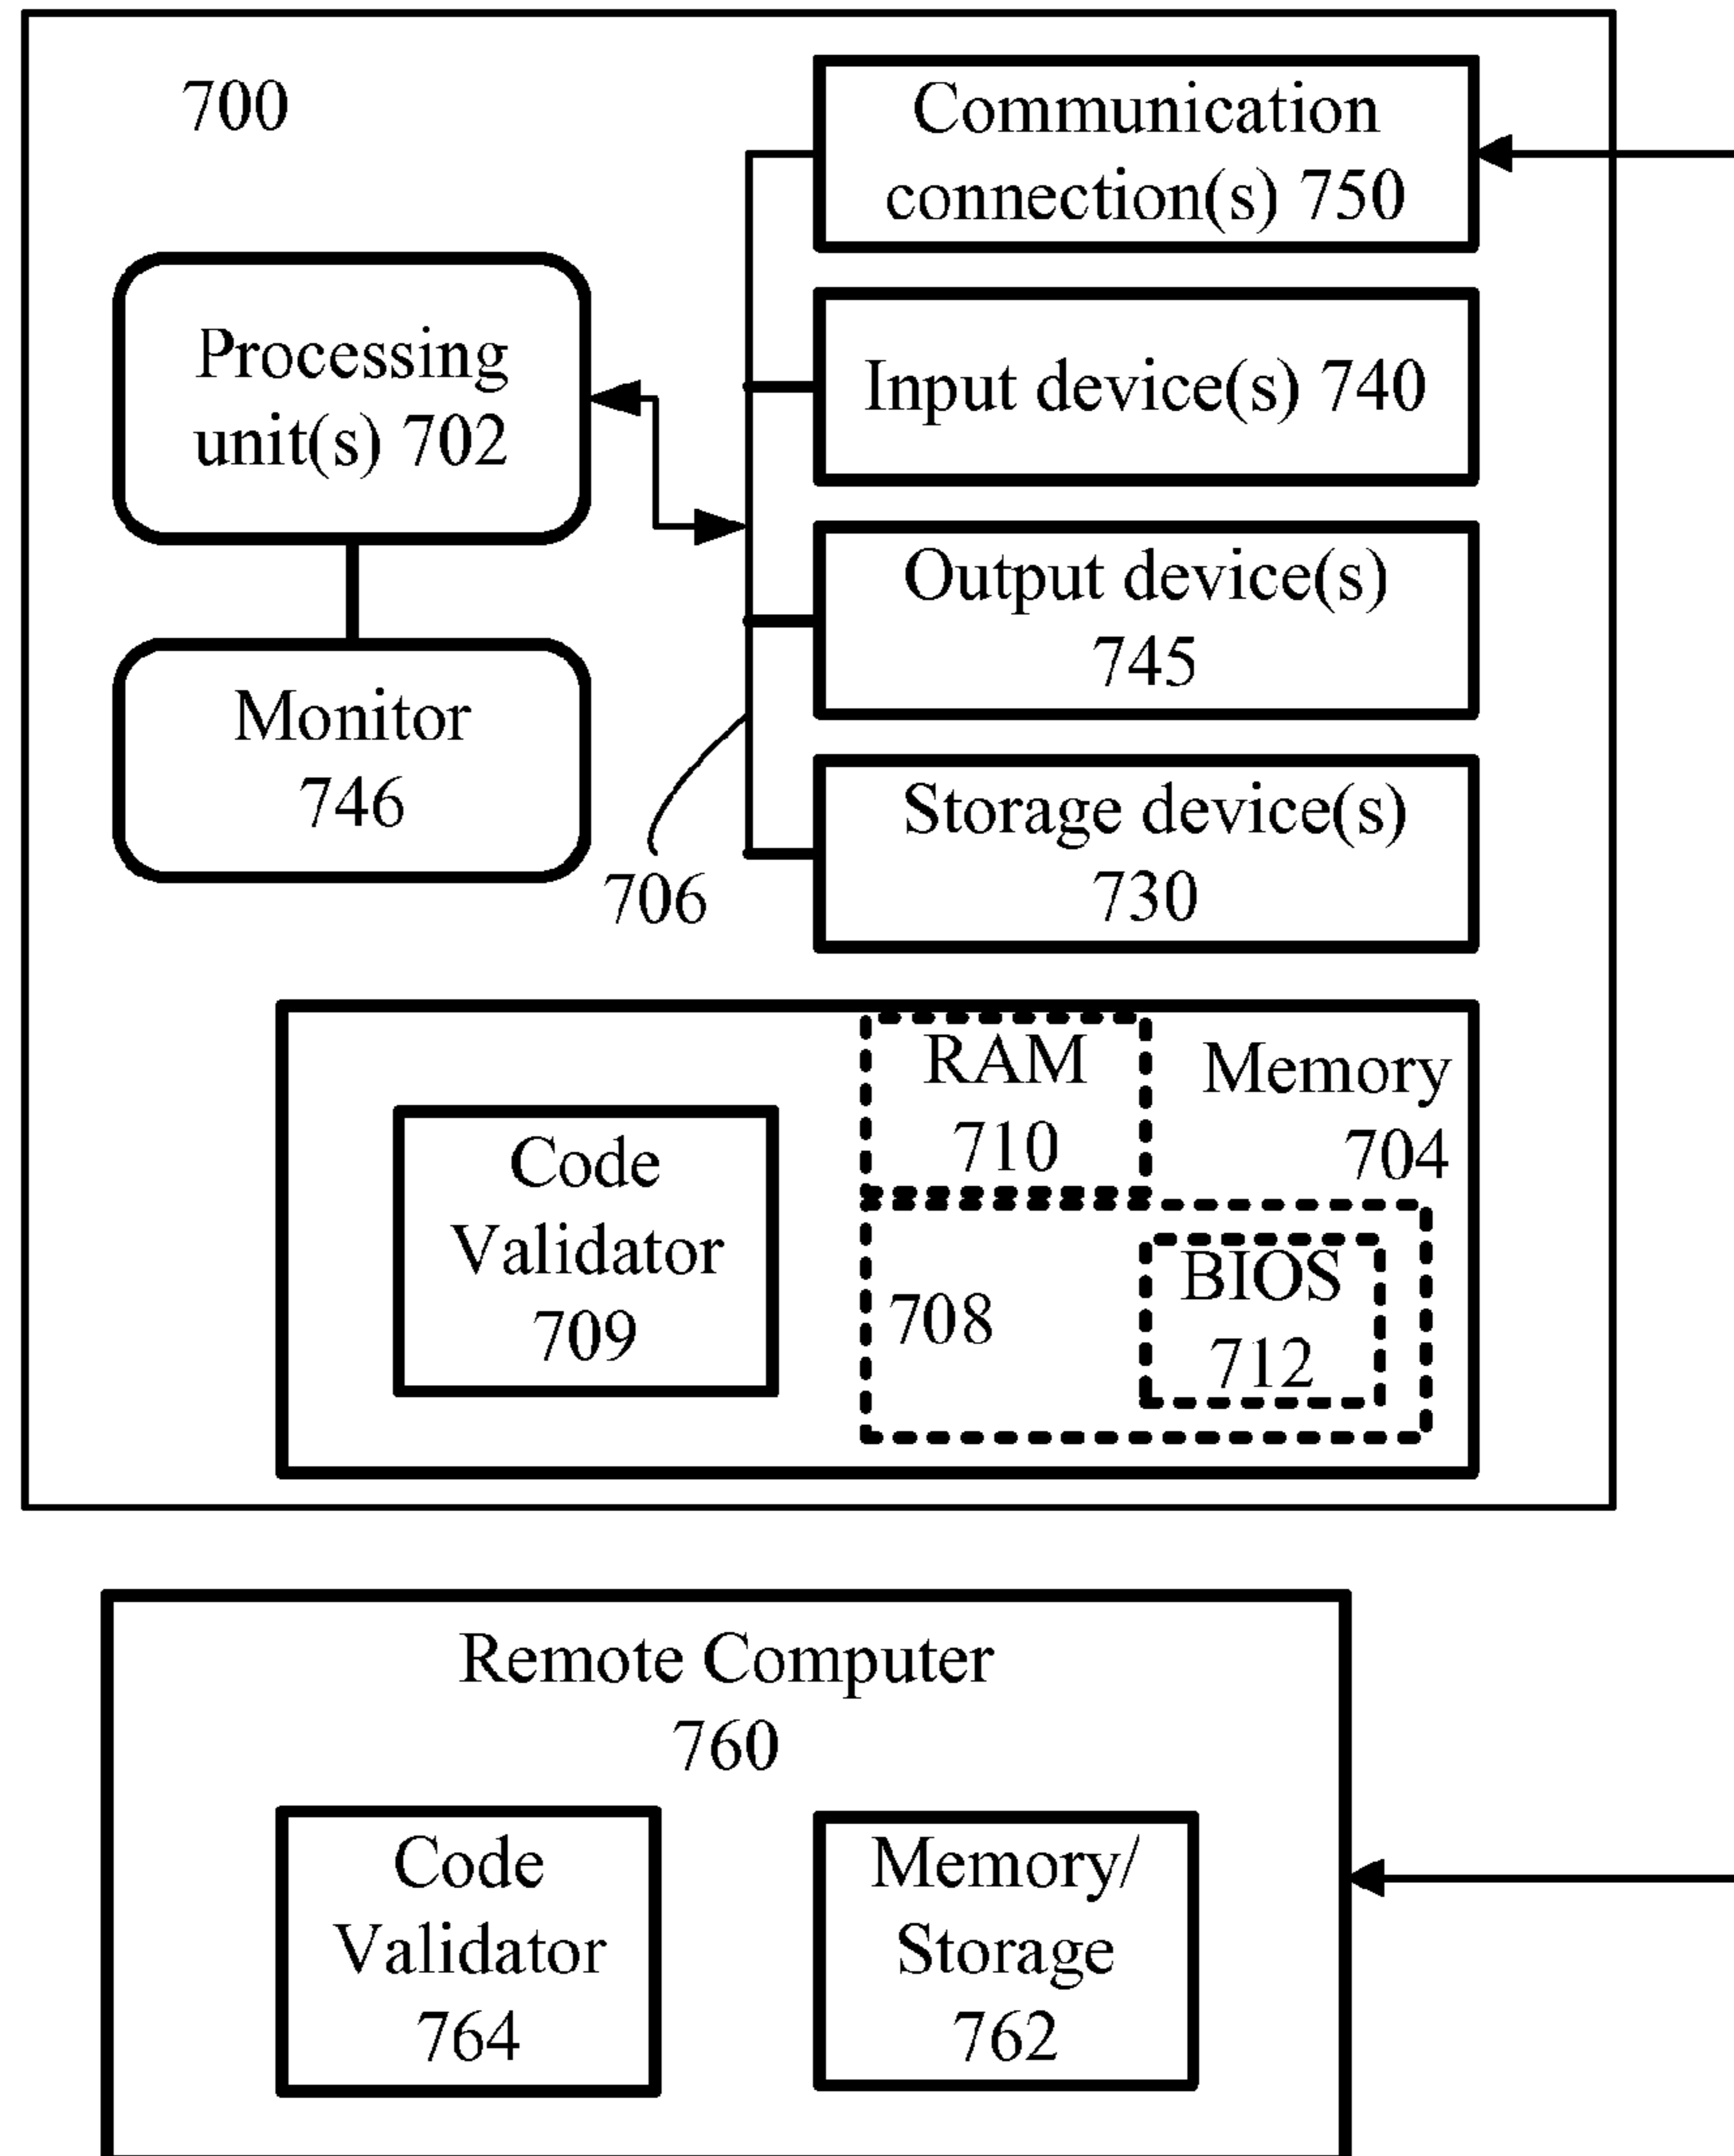 700
Communication
connection(s) 750
Processing
unit(s) 702
Input device(s) 740
Output device(s)
745
Monitor
746
Storage device(s)
730
706
RAM
710
Memory
704
Code
Validator
709
708
BIOS
712
Remote Computer
760
Code
Validator
764
Memory/
Storage
762